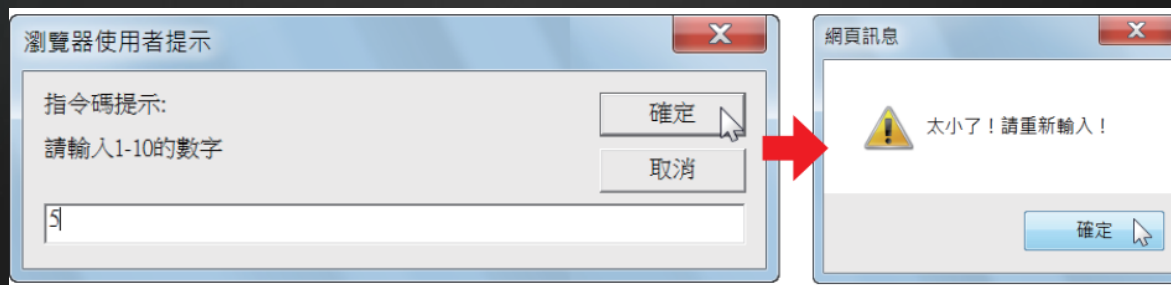 瀏覽器使用者提示
指令碼提示:
請輸入1-10的數字
確定
取消
5
網頁訊息
太小了！請重新輸入！
確定